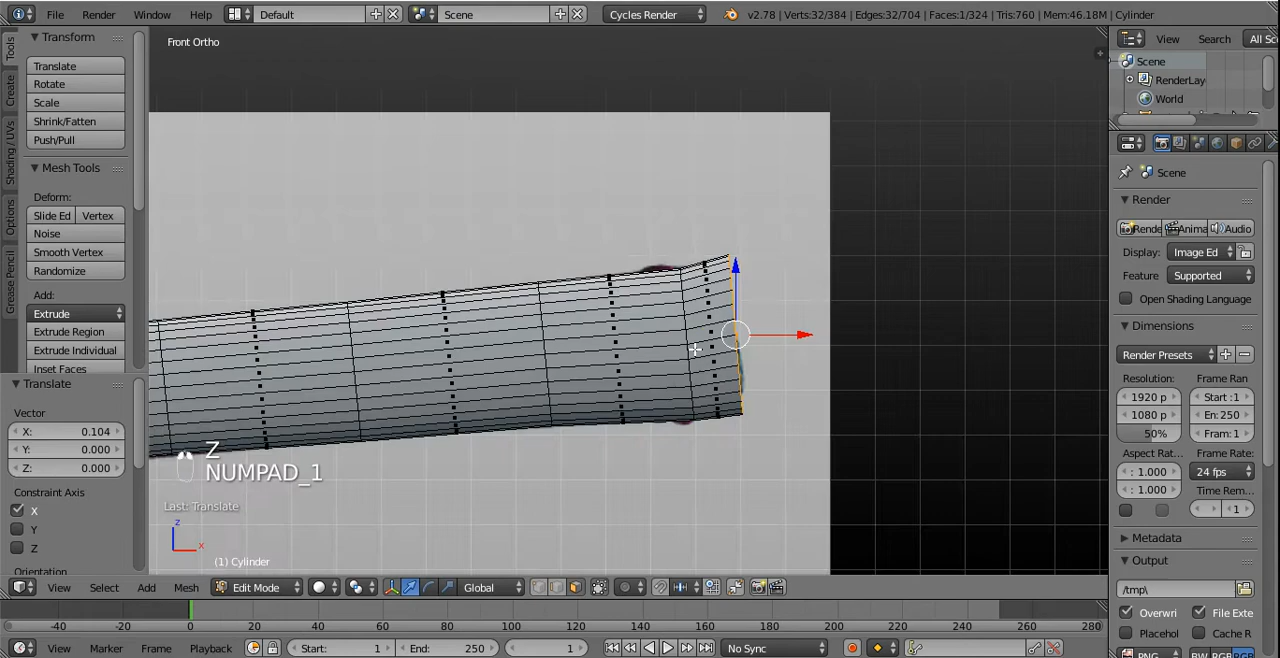 File Render Window Help Default Scene Cycles Render v2.78 | Verts:32/384 | Edges:32/704 | Faces:1/324 | Tris:760 | Mem:46.18M | Cylinder
Tools
Create
Shading / UVs
Options
Grease Pencil
Transform
Translate
Rotate
Scale
Shrink/Fatten
Push/Pull
Mesh Tools
Deform:
Slide Ed Vertex
Noise
Smooth Vertex
Randomize
Add:
Extrude
Extrude Region
Extrude Individual
Inset Faces
Translate
Vector
X: 0.104
Y: 0.000
Z: 0.000
Constraint Axis
X
Y
Z
Orientation
Front Ortho
Z
NUMPAD_1
Last: Translate
z
x
(1) Cylinder
View Select Add Mesh Edit Mode Global
-40 -20 0 20 40 60 80 100 120 140 160 180 200 220 240 260 280
View Marker Frame Playback Start: 1 End: 250 1 No Sync
View Search All Sc
Scene
RenderLay
World
Scene
Render
Rende Anima Audio
Display: Image Ed
Feature Supported
Open Shading Language
Dimensions
Render Presets
Resolution: Frame Ran
1920 p Start :1
1080 p En: 250
50% Fram: 1
Aspect Rat... Frame Rate:
: 1.000 24 fps
: 1.000 Time Rem...
1
Metadata
Output
/tmp\
Overwri File Exte
Placehol Cache R
PNG BW RGB RGB